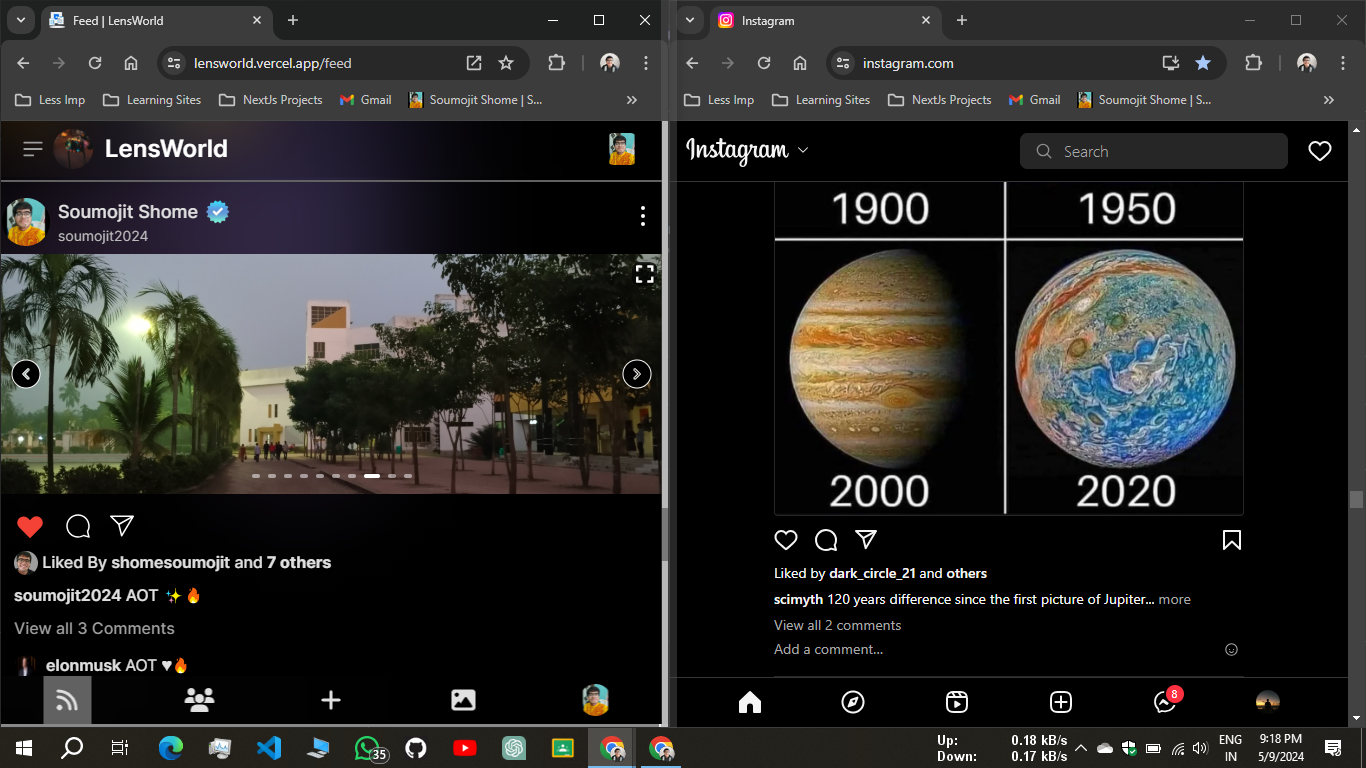 Feed | LensWorld
lensworld.vercel.app/feed
Less Imp
Learning Sites
NextJs Projects
Gmail
Soumojit Shome | S...
LensWorld
Soumojit Shome
soumojit2024
Liked By shomesoumojit and 7 others
soumojit2024 AOT ✨🔥
View all 3 Comments
elonmusk AOT ♥🔥
Instagram
instagram.com
Less Imp
Learning Sites
NextJs Projects
Gmail
Soumojit Shome | S...
Instagram
Search
1900
1950
2000
2020
Liked by dark_circle_21 and others
scimyth 120 years difference since the first picture of Jupiter... more
View all 2 comments
Add a comment...
8
35
Up: 0.18 kB/s
Down: 0.17 kB/s
ENG
IN
9:18 PM
5/9/2024